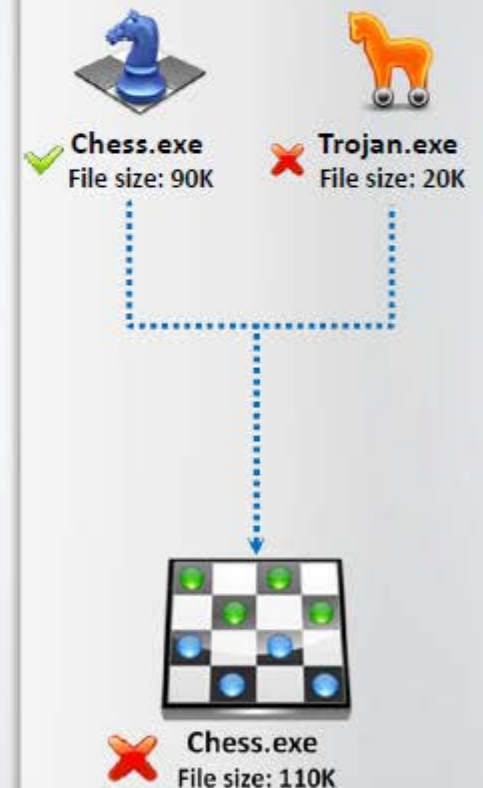 Chess.exe
File size: 90K
Trojan.exe
File size: 20K
Chess.exe
File size: 110K